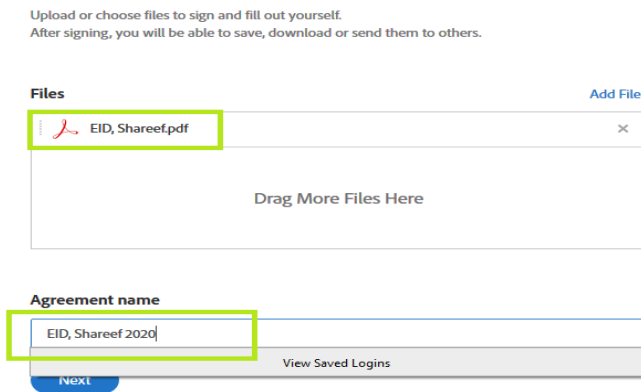 Upload or choose files to sign and fill out yourself.
After signing, you will be able to save, download or send them to others.
Files
Add File
EID, Shareef.pdf
Drag More Files Here
Agreement name
EID, Shareef 2020
View Saved Logins
Next